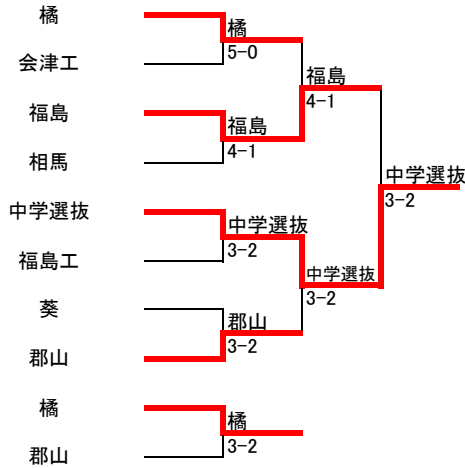 橘
会津工
福島
相馬
中学選抜
福島工
葵
郡山
橘
郡山
橘
5-0
福島
4-1
中学選抜
3-2
郡山
3-2
橘
3-2
福島
4-1
中学選抜
3-2
中学選抜
3-2